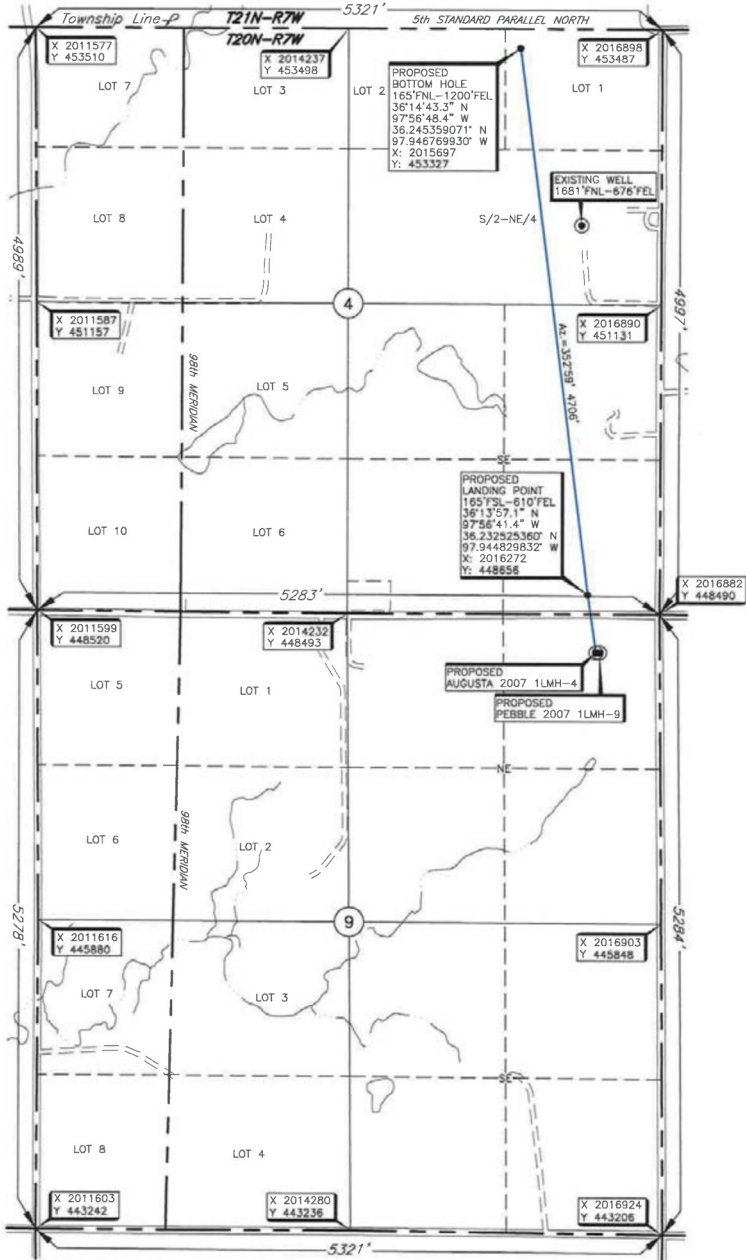 5321'
Township Line
T21N-R7W
5th STANDARD PARALLEL NORTH
T20N-R7W
X 2011577
Y 453510
X 2014237
Y 453498
X 2016898
Y 453487
LOT 7
LOT 3
LOT 2
LOT 1
PROPOSED
BOTTOM HOLE
165'FNL-1200'FEL
36°14'43.3" N
97°56'48.4" W
36.245359071° N
97.946769930° W
X: 2015697
Y: 453327
EXISTING WELL
1681'FNL-676'FEL
LOT 8
LOT 4
S/2-NE/4
4989'
4997'
4
X 2011587
Y 451157
X 2016890
Y 451131
Az.=352°59' 4706'
98th MERIDIAN
LOT 9
LOT 5
SE
PROPOSED
LANDING POINT
165'FSL-610'FEL
36°13'57.1" N
97°56'41.4" W
36.232525360° N
97.944829832° W
X: 2016272
Y: 448656
LOT 10
LOT 6
5283'
X 2016882
Y 448490
X 2011599
Y 448520
X 2014232
Y 448493
LOT 5
LOT 1
PROPOSED
AUGUSTA 2007 1LMH-4
PROPOSED
PEBBLE 2007 1LMH-9
NE
98th MERIDIAN
LOT 6
LOT 2
5278'
5284'
9
X 2011616
Y 445880
X 2016903
Y 445848
LOT 7
LOT 3
SE
LOT 8
LOT 4
X 2011603
Y 443242
X 2014280
Y 443236
X 2016924
Y 443206
5321'